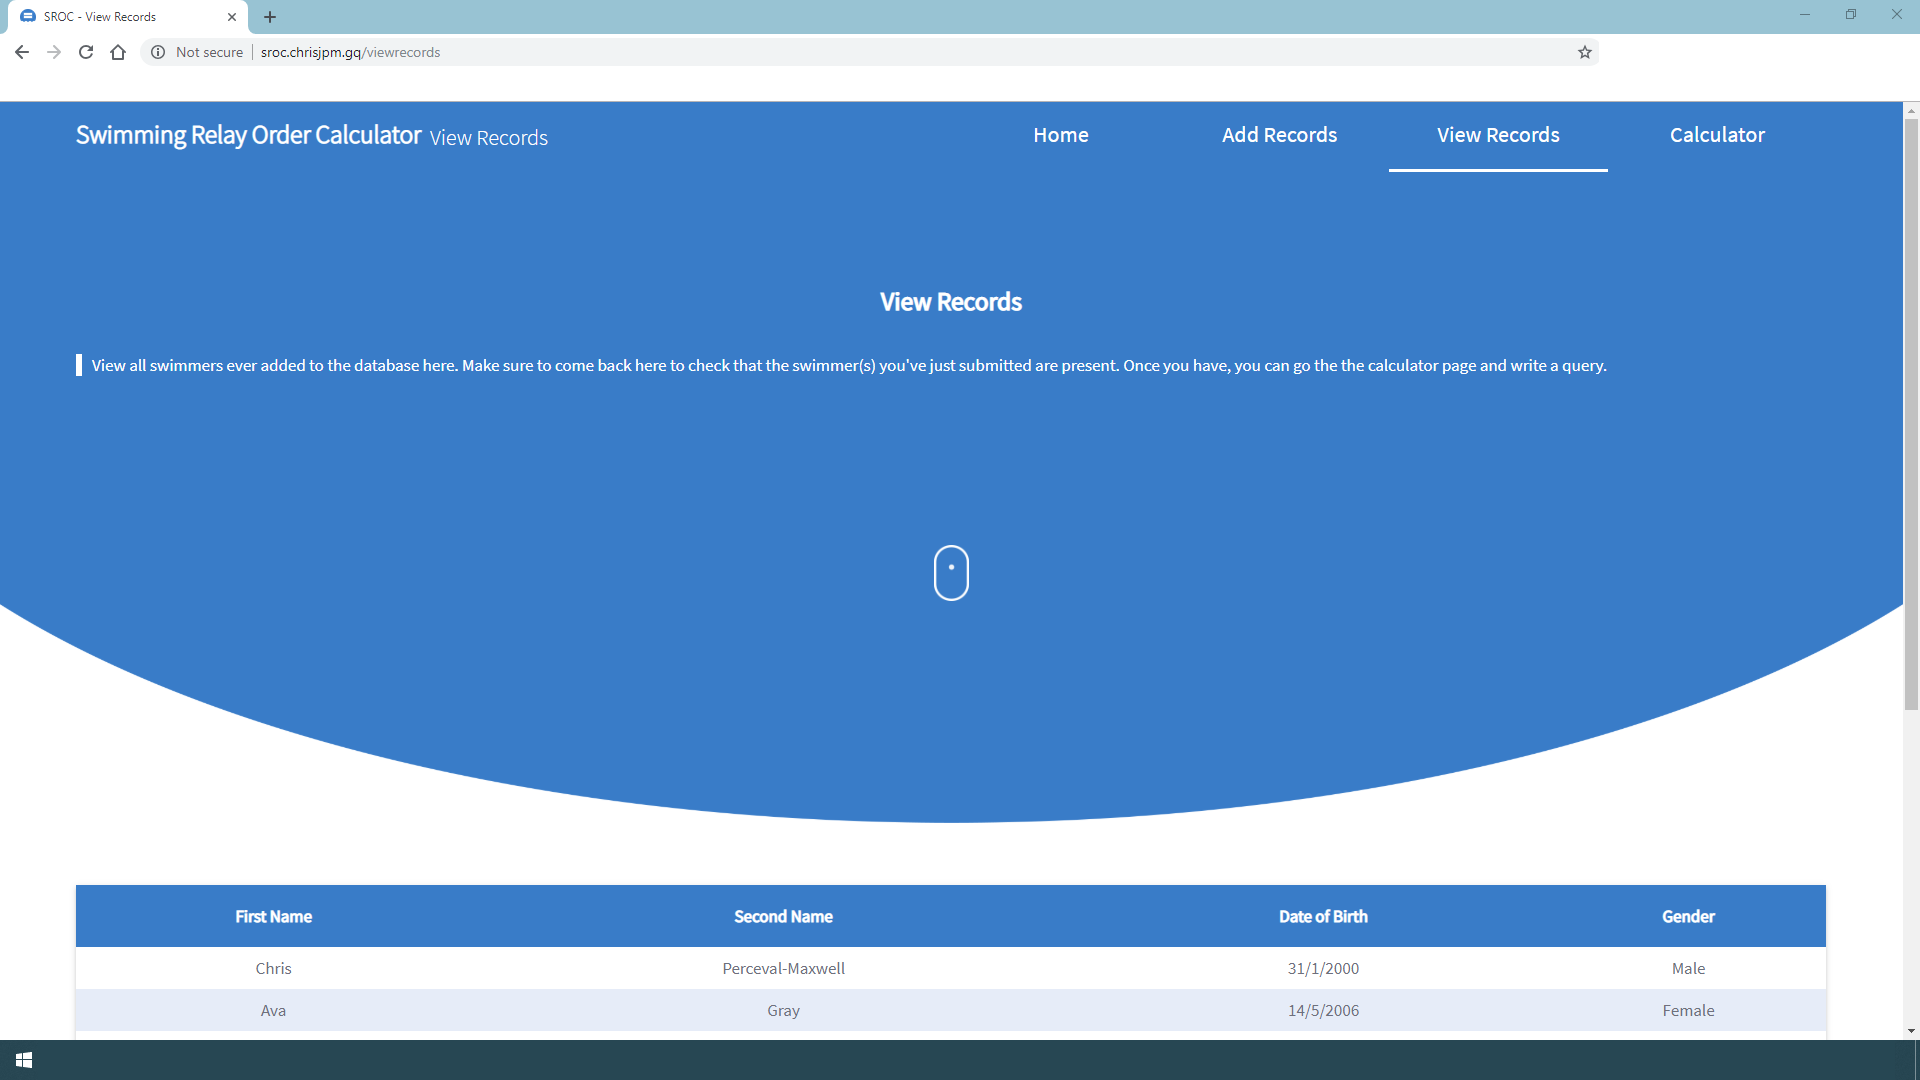 SROC - View Records
Not secure sroc.chrisjpm.gq/viewrecords
Swimming Relay Order Calculator View Records Home Add Records View Records Calculator
View Records
View all swimmers ever added to the database here. Make sure to come back here to check that the swimmer(s) you've just submitted are present. Once you have, you can go the the calculator page and write a query.
First Name Second Name Date of Birth Gender
Chris Perceval-Maxwell 31/1/2000 Male
Ava Gray 14/5/2006 Female